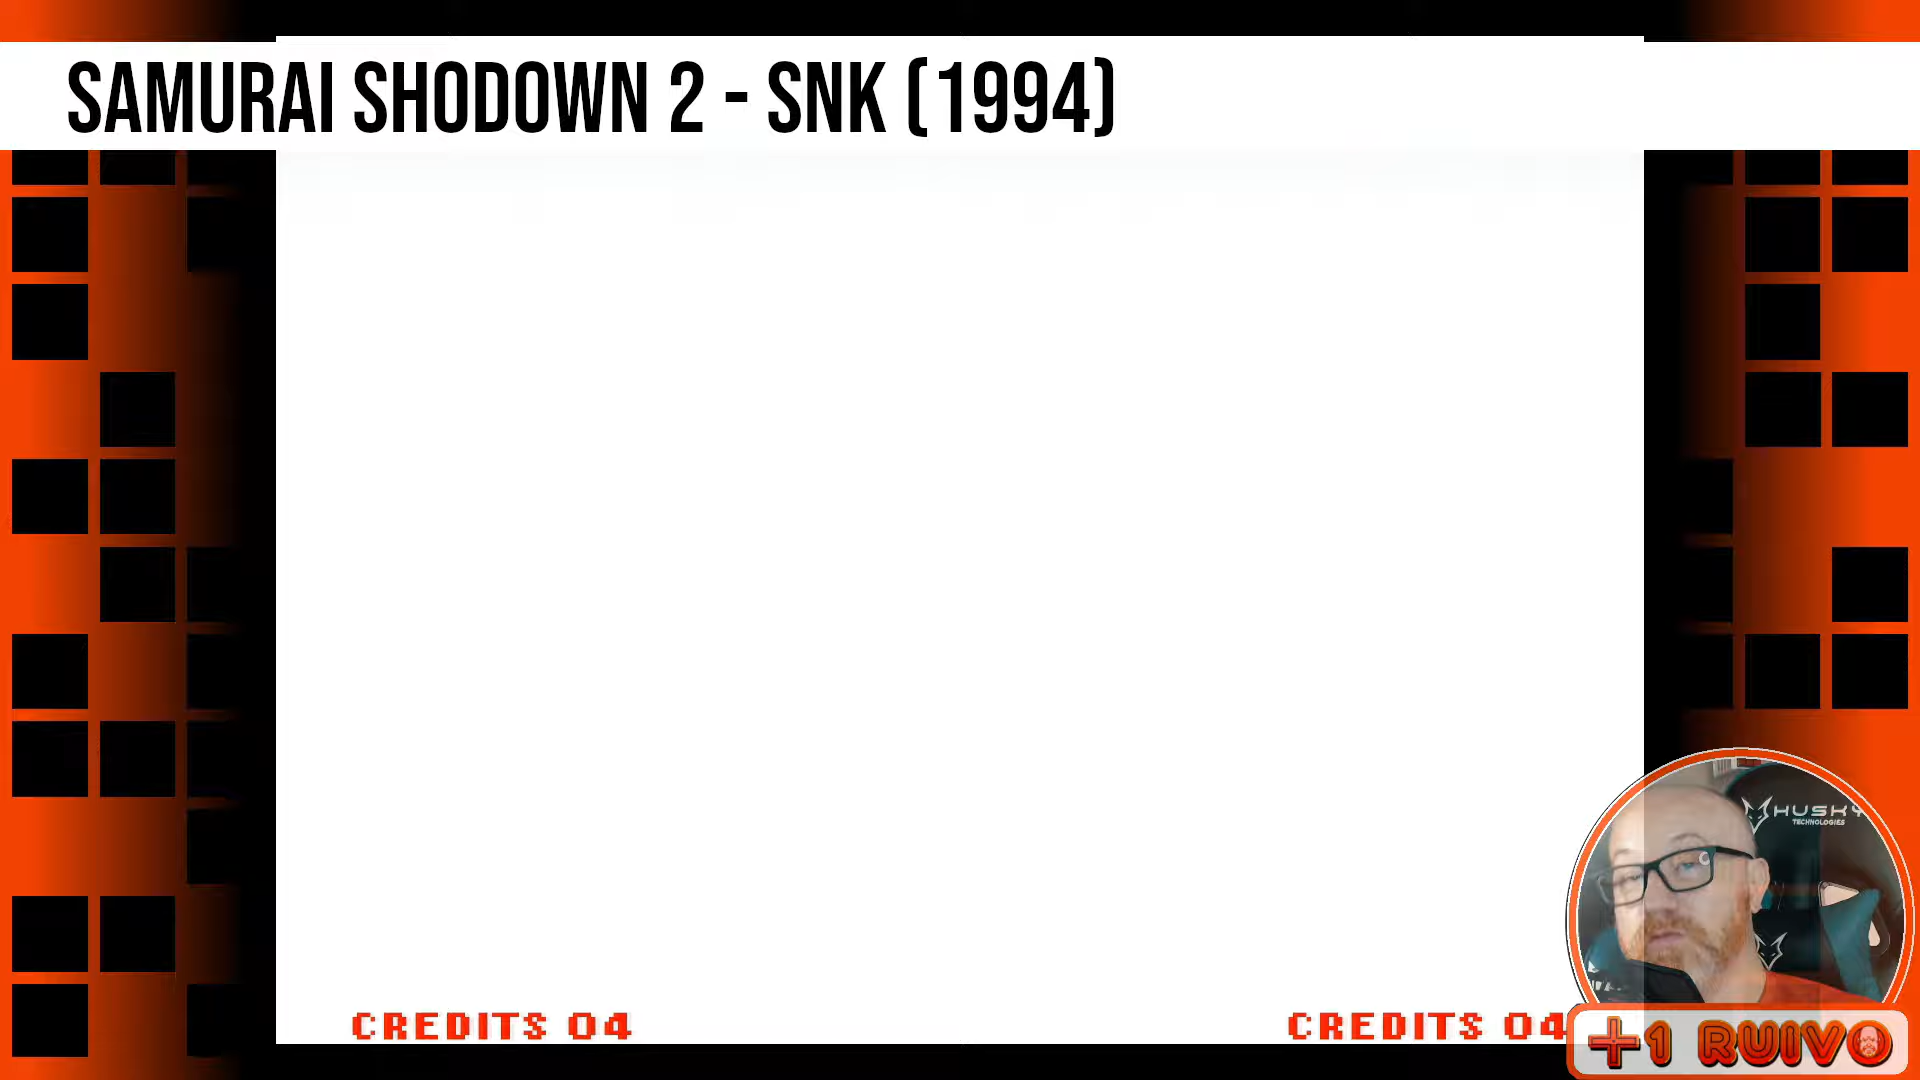 SAMURAI SHODOWN 2 - SNK (1994)
HUSKY
TECHNOLOGIES
CREDITS 04
CREDITS 04
+1 RUIVO